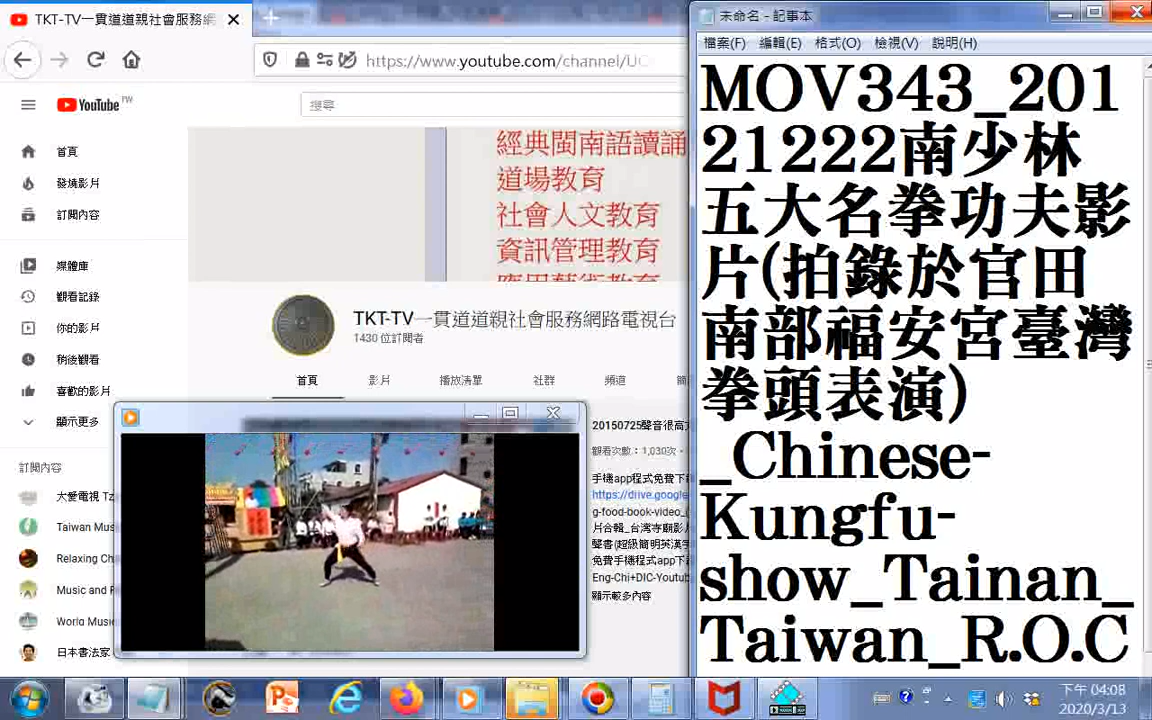 TKT-TV一貫道道親社會服務網
未命名 - 記事本
https://www.youtube.com/channel/UC
檔案(F) 編輯(E) 格式(O) 檢視(V) 說明(H)
YouTube TW
搜尋
首頁
發燒影片
訂閱內容
媒體庫
觀看記錄
你的影片
稍後觀看
喜歡的影片
顯示更多
訂閱內容
大愛電視 Tz
Taiwan Mus
Relaxing Ch
Music and
World Music
日本書法家
經典閩南語讀誦
道場教育
社會人文教育
資訊管理教育
應用藝術教育
TKT-TV一貫道道親社會服務網路電視台
1430 位訂閱者
首頁 影片 播放清單 社群 頻道
20150725聲音很高
觀看次數：1,030次
手機app程式免費下
https://drive.google
g-food-book-video_(
片合輯_台灣寺廟影
聲書(超級簡明英漢字
免費手機程式app下
Eng-Chi+DIC-Youtub
顯示較多內容
MOV343_201
21222南少林
五大名拳功夫影
片(拍錄於官田
南部福安宮臺灣
拳頭表演)
_Chinese-
Kungfu-
show_Tainan_
Taiwan_R.O.C
下午 04:08
2020/3/13